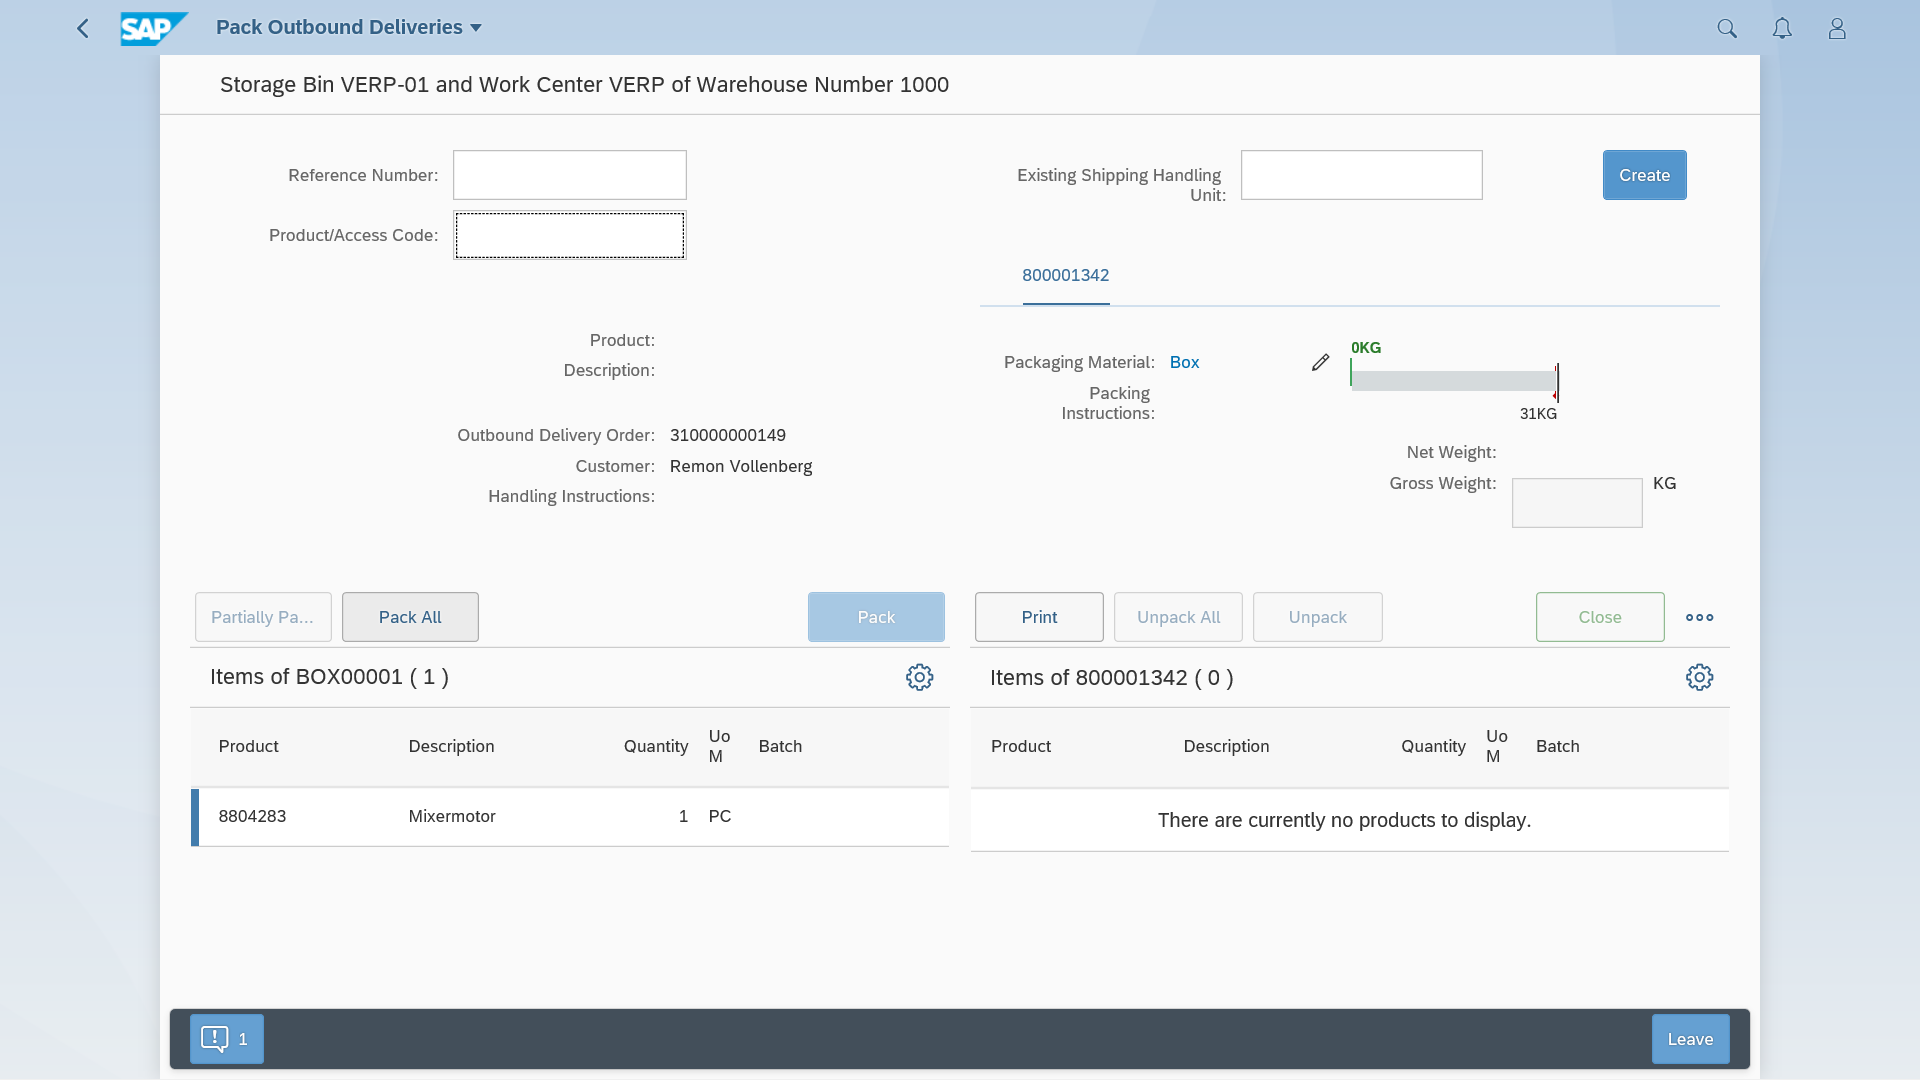 SAP Pack Outbound Deliveries
Storage Bin VERP-01 and Work Center VERP of Warehouse Number 1000
Reference Number:
Product/Access Code:
Existing Shipping Handling
Unit:
Create
800001342
Product:
Description:
Outbound Delivery Order: 310000000149
Customer: Remon Vollenberg
Handling Instructions:
Packaging Material: Box
Packing
Instructions:
0KG
31KG
Net Weight:
Gross Weight: KG
Partially Pa... Pack All Pack
Print Unpack All Unpack Close
Items of BOX00001 ( 1 )
Product Description Quantity Uo
M Batch
8804283 Mixermotor 1 PC
Items of 800001342 ( 0 )
Product Description Quantity Uo
M Batch
There are currently no products to display.
1 Leave